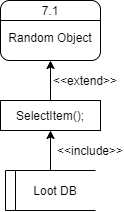 7.1
Random Object
<<extend>>
SelectItem();
<<include>>
Loot DB